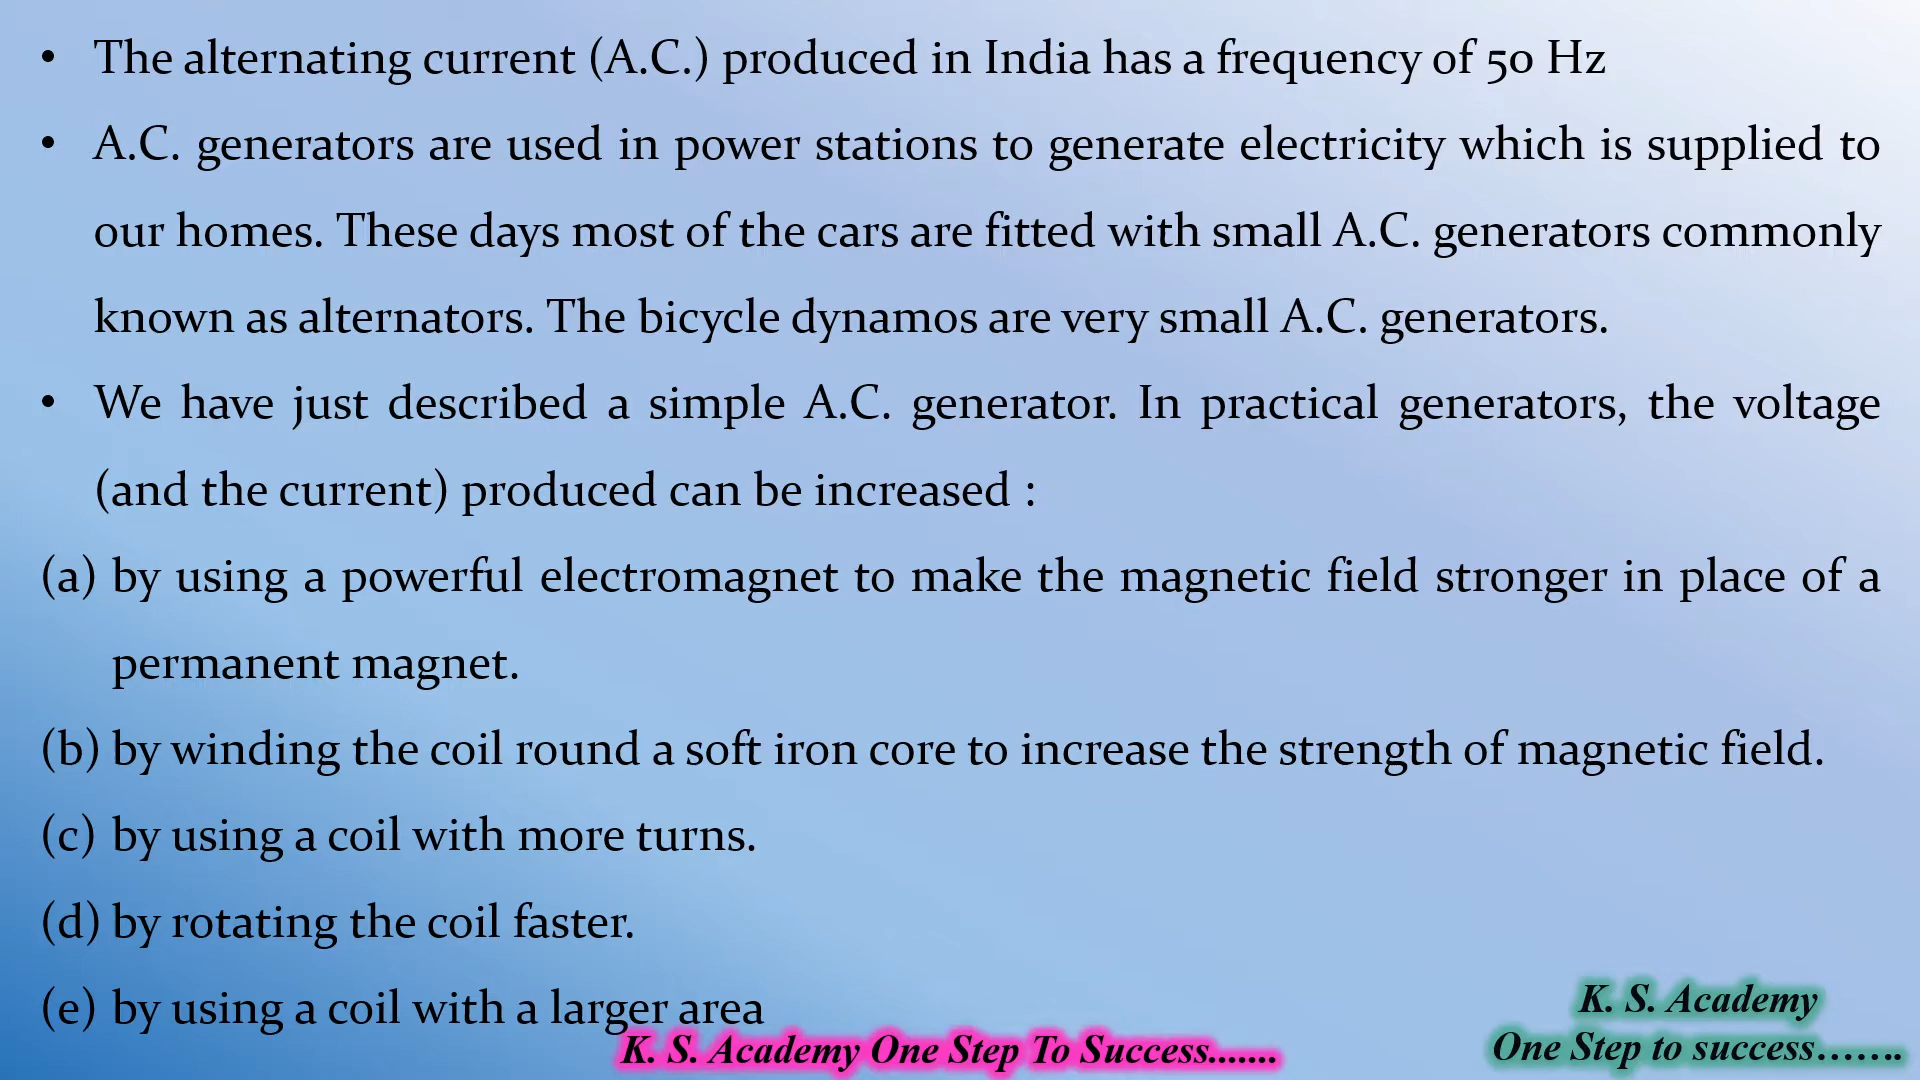 • The alternating current (A.C.) produced in India has a frequency of 50 Hz
• A.C. generators are used in power stations to generate electricity which is supplied to
our homes. These days most of the cars are fitted with small A.C. generators commonly
known as alternators. The bicycle dynamos are very small A.C. generators.
• We have just described a simple A.C. generator. In practical generators, the voltage
(and the current) produced can be increased :
(a) by using a powerful electromagnet to make the magnetic field stronger in place of a
permanent magnet.
(b) by winding the coil round a soft iron core to increase the strength of magnetic field.
(c) by using a coil with more turns.
(d) by rotating the coil faster.
(e) by using a coil with a larger area
K. S. Academy One Step To Success.......
K. S. Academy
One Step to success…….